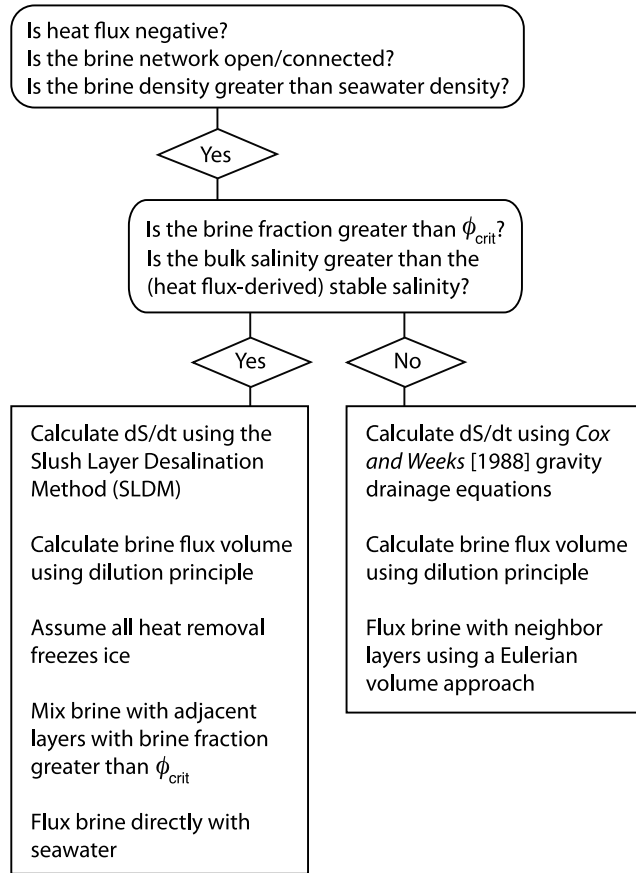 Is heat flux negative?
Is the brine network open/connected?
Is the brine density greater than seawater density?
Yes
Is the brine fraction greater than ϕcrit?
Is the bulk salinity greater than the
(heat flux-derived) stable salinity?
Yes
No
Calculate dS/dt using the
Slush Layer Desalination
Method (SLDM)
Calculate brine flux volume
using dilution principle
Assume all heat removal
freezes ice
Mix brine with adjacent
layers with brine fraction
greater than ϕcrit
Flux brine directly with
seawater
Calculate dS/dt using Cox
and Weeks [1988] gravity
drainage equations
Calculate brine flux volume
using dilution principle
Flux brine with neighbor
layers using a Eulerian
volume approach